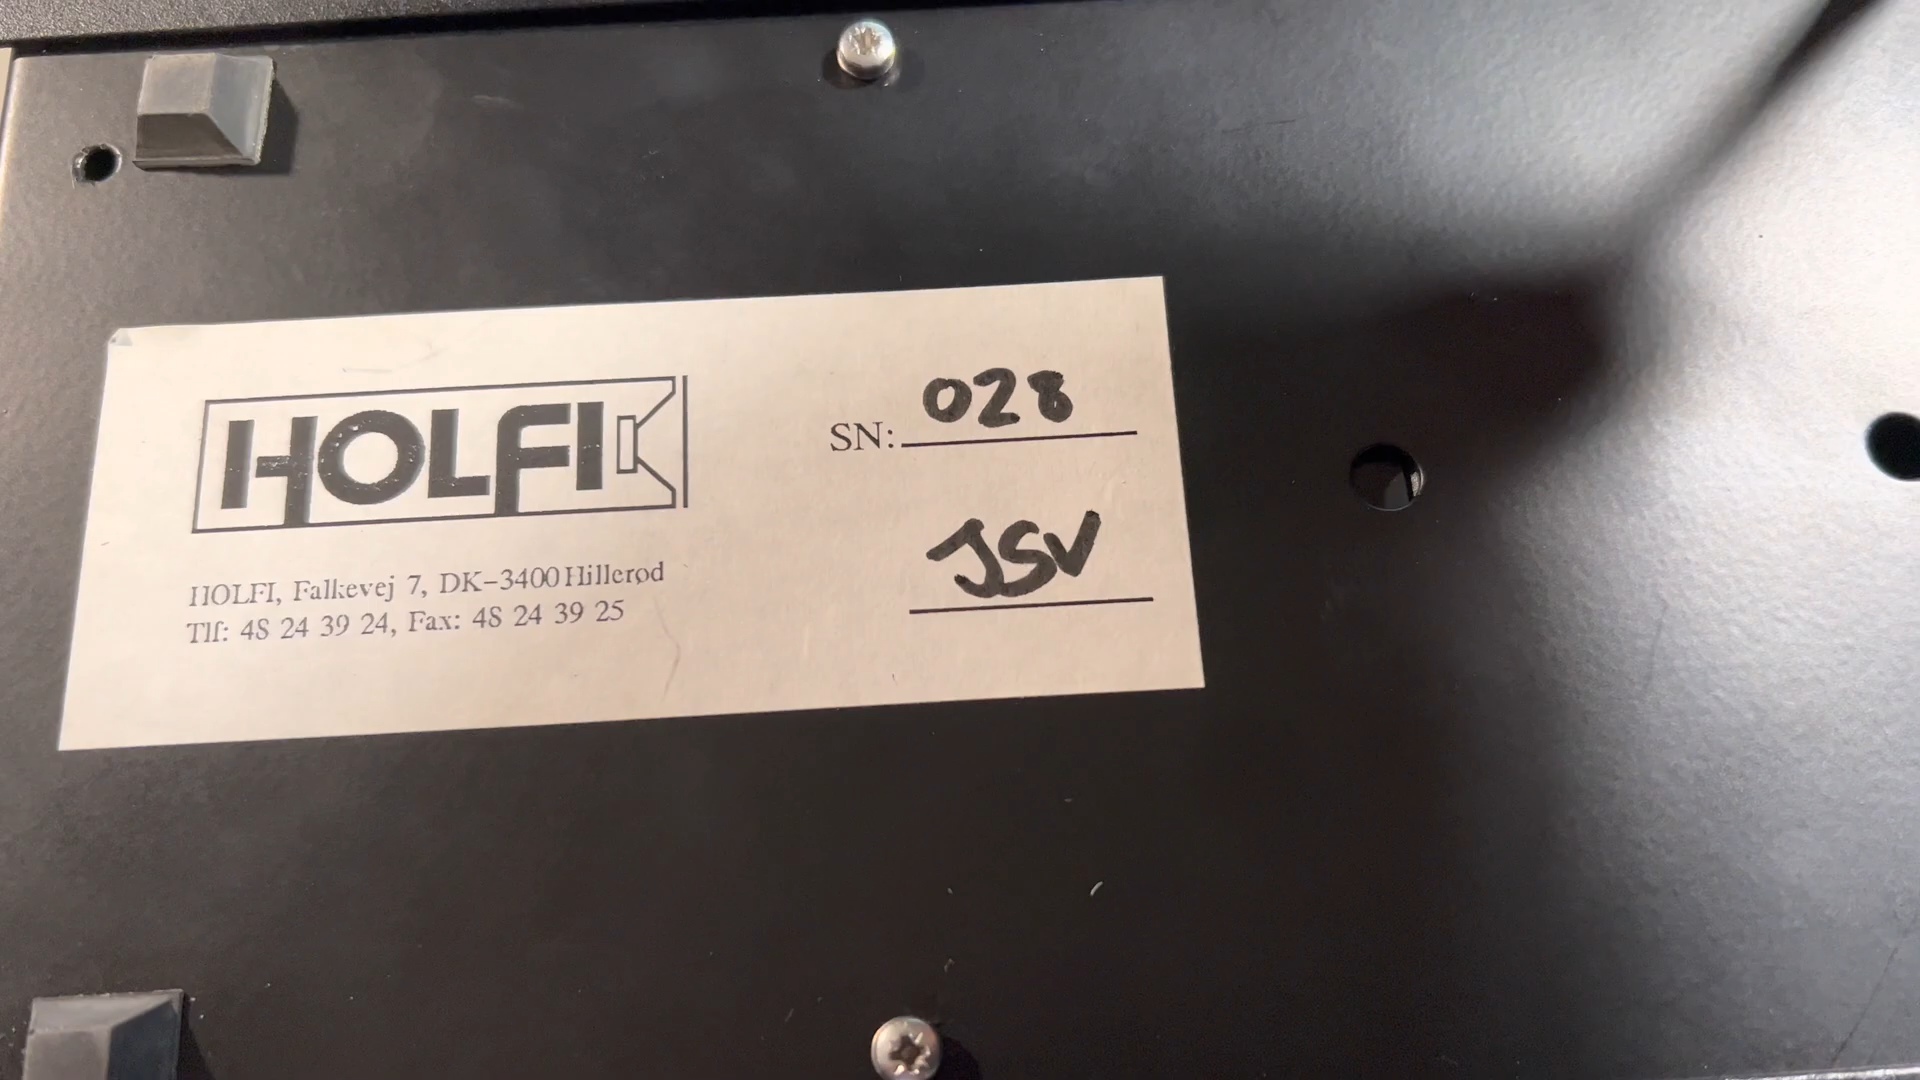 HOLFI
SN: 028
JSV
HOLFI, Falkevej 7, DK-3400 Hillerød
Tlf: 48 24 39 24, Fax: 48 24 39 25